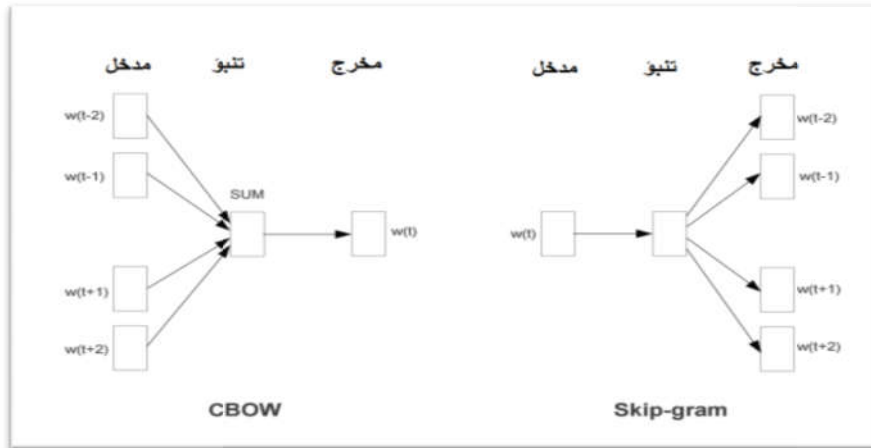 مدخل تنبؤ مخرج
w(t-2)
w(t-1)
SUM
w(t)
w(t+1)
w(t+2)
CBOW
مدخل تنبؤ مخرج
w(t-2)
w(t-1)
w(t)
w(t+1)
w(t+2)
Skip-gram